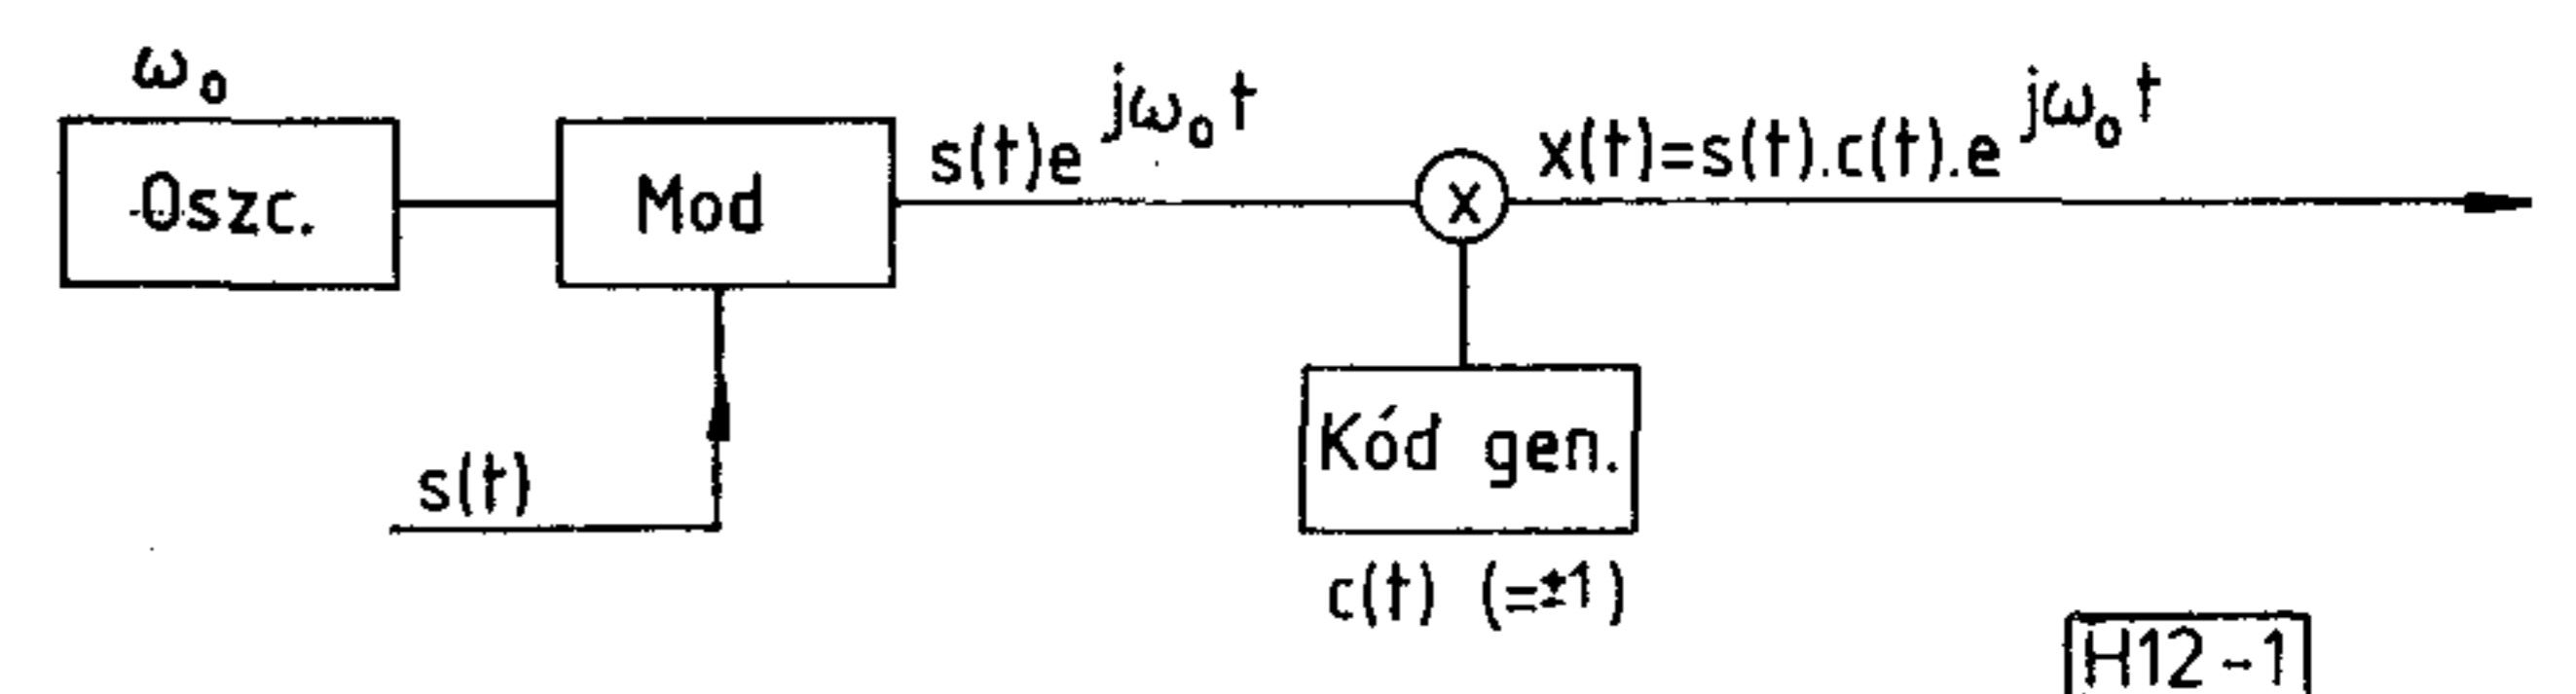 ω₀
Oszc.
Mod
s(t)e^{jω₀t}
x
x(t)=s(t).c(t).e^{jω₀t}
s(t)
Kód gen.
c(t) (=±1)
H12-1